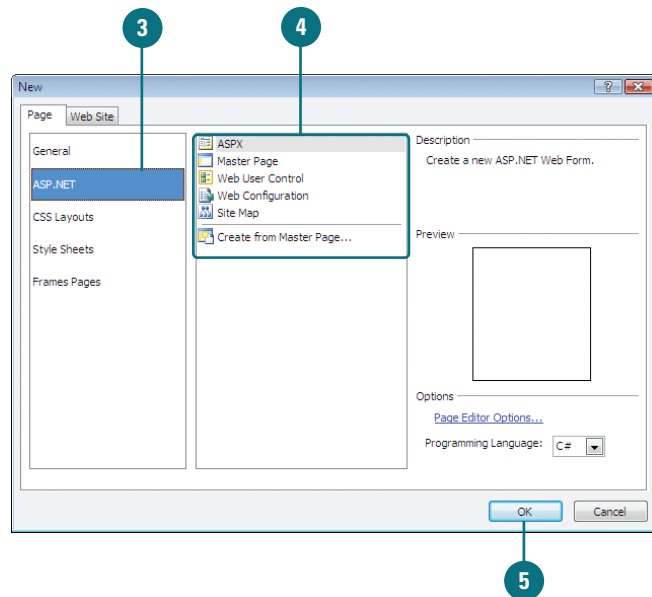 3
4
New
Page
Web Site
General
ASP.NET
CSS Layouts
Style Sheets
Frames Pages
ASPX
Master Page
Web User Control
Web Configuration
Site Map
Create from Master Page...
Description
Create a new ASP.NET Web Form.
Preview
Options
Page Editor Options...
Programming Language:
C#
OK
Cancel
5